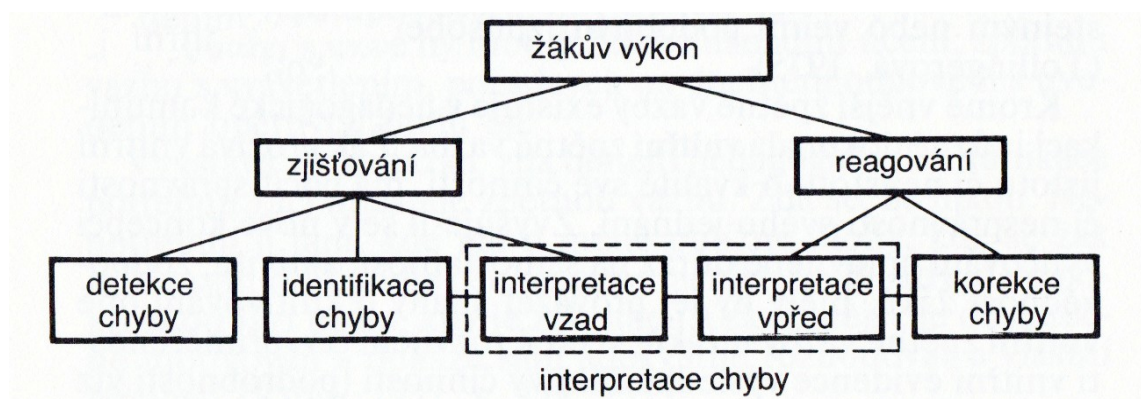 žákův výkon
zjišťování
reagování
detekce
chyby
identifikace
chyby
interpretace
vzad
interpretace
vpřed
korekce
chyby
interpretace chyby